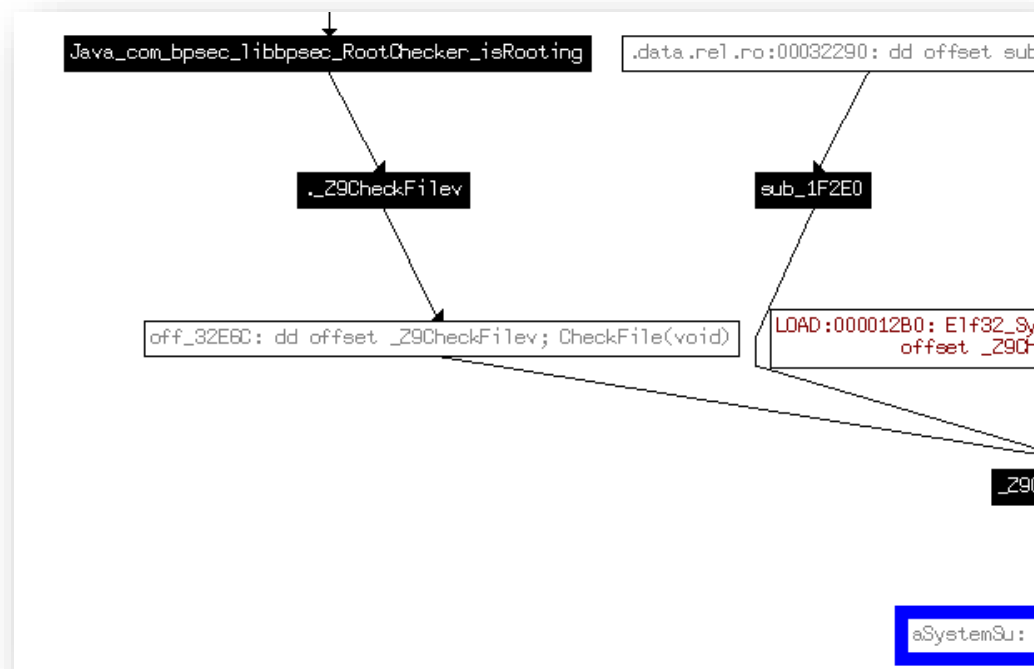 Java_com_bpsec_libbpsec_RootChecker_isRooting
.data.rel.ro:00032290: dd offset sub
._Z9CheckFilev
sub_1F2E0
off_32E6C: dd offset _Z9CheckFilev; CheckFile(void)
LOAD:000012B0: Elf32_Sy
offset _Z9Ch
_Z9C
aSystemSu: